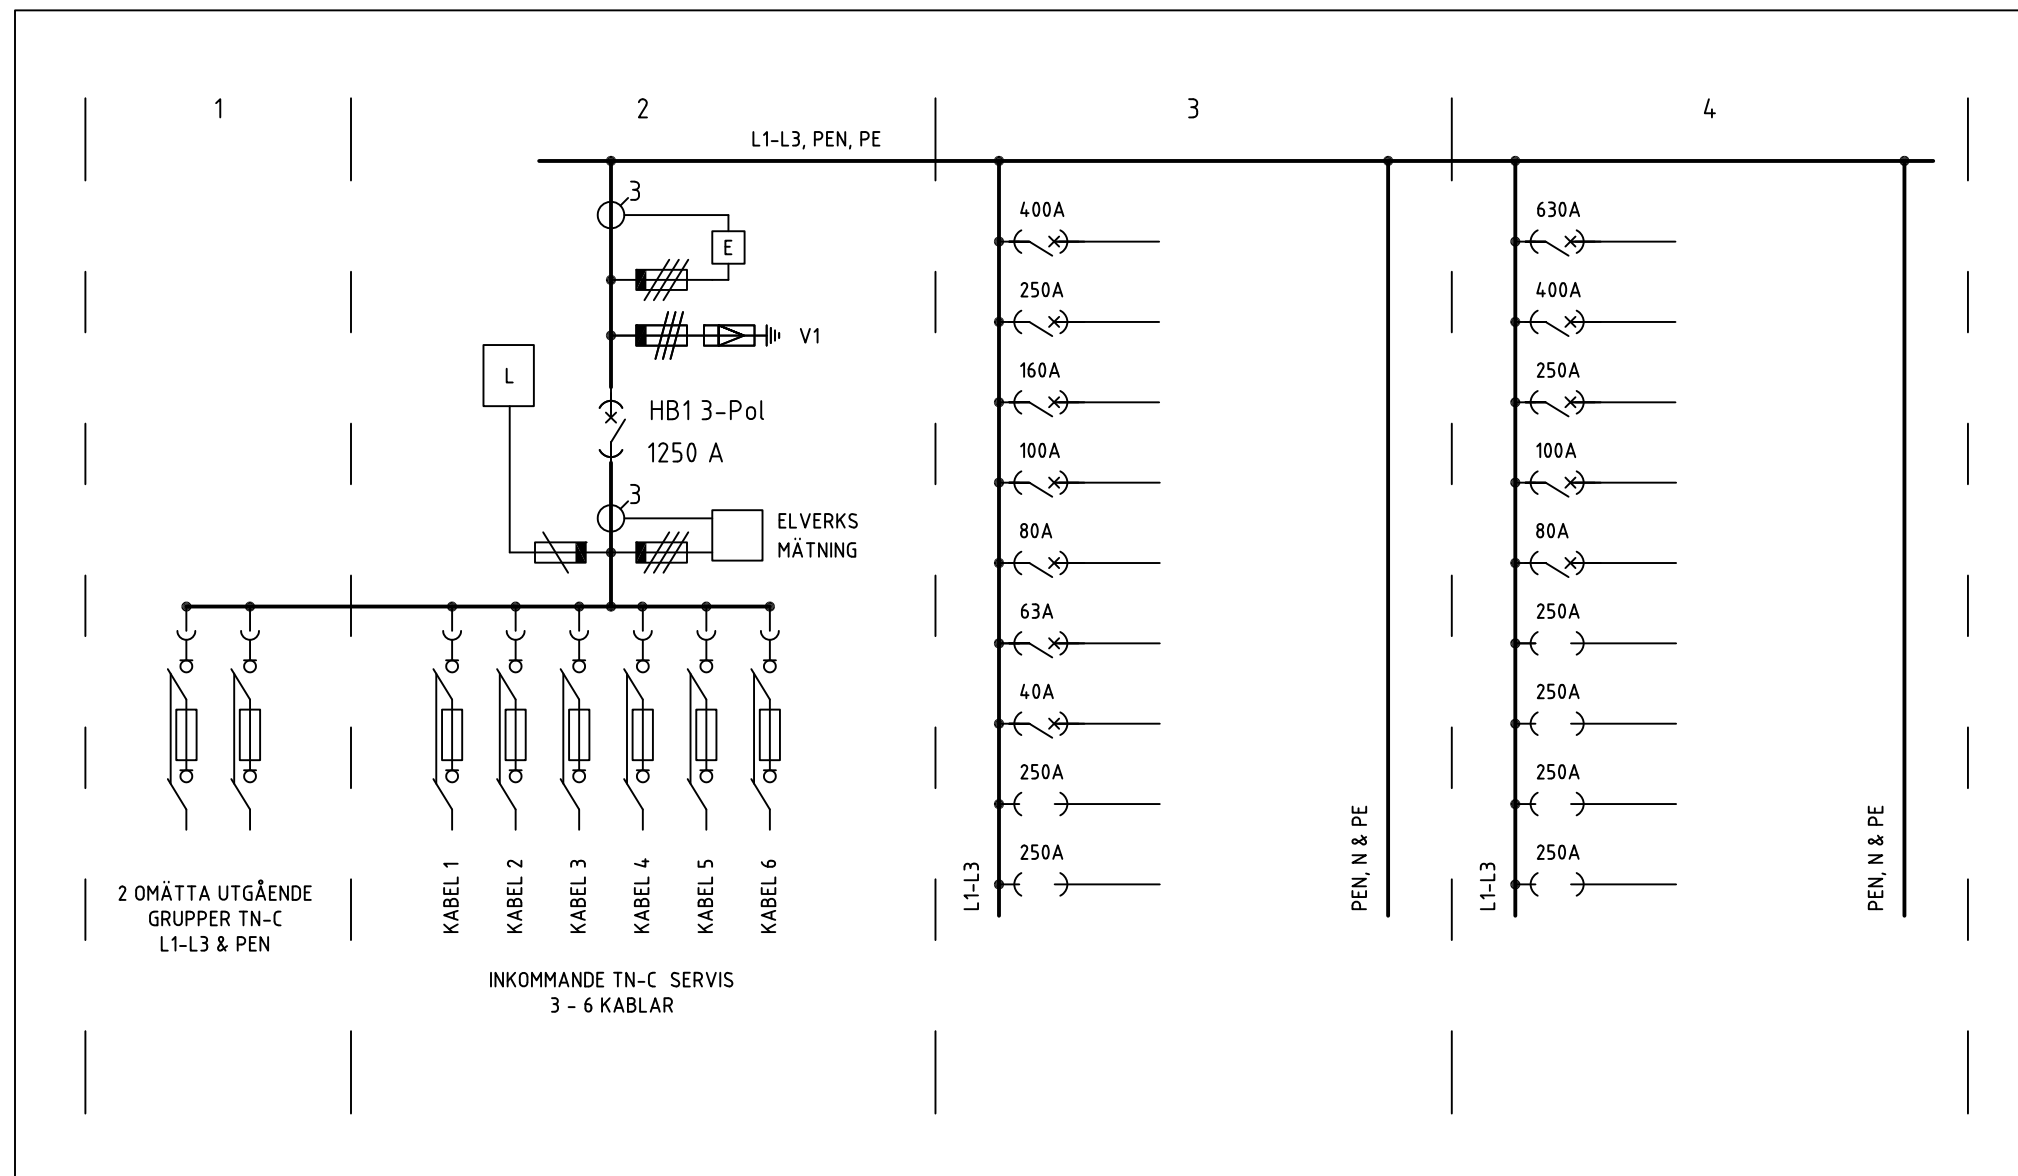 1
2
3
4
L1-L3, PEN, PE
3
E
V1
L
HB1 3-Pol
1250 A
3
ELVERKS
MÄTNING
2 OMÄTTA UTGÅENDE
GRUPPER TN-C
L1-L3 & PEN
KABEL 1
KABEL 2
KABEL 3
KABEL 4
KABEL 5
KABEL 6
INKOMMANDE TN-C SERVIS
3 - 6 KABLAR
400A
250A
160A
100A
80A
63A
40A
250A
250A
L1-L3
PEN, N & PE
630A
400A
250A
100A
80A
250A
250A
250A
250A
L1-L3
PEN, N & PE